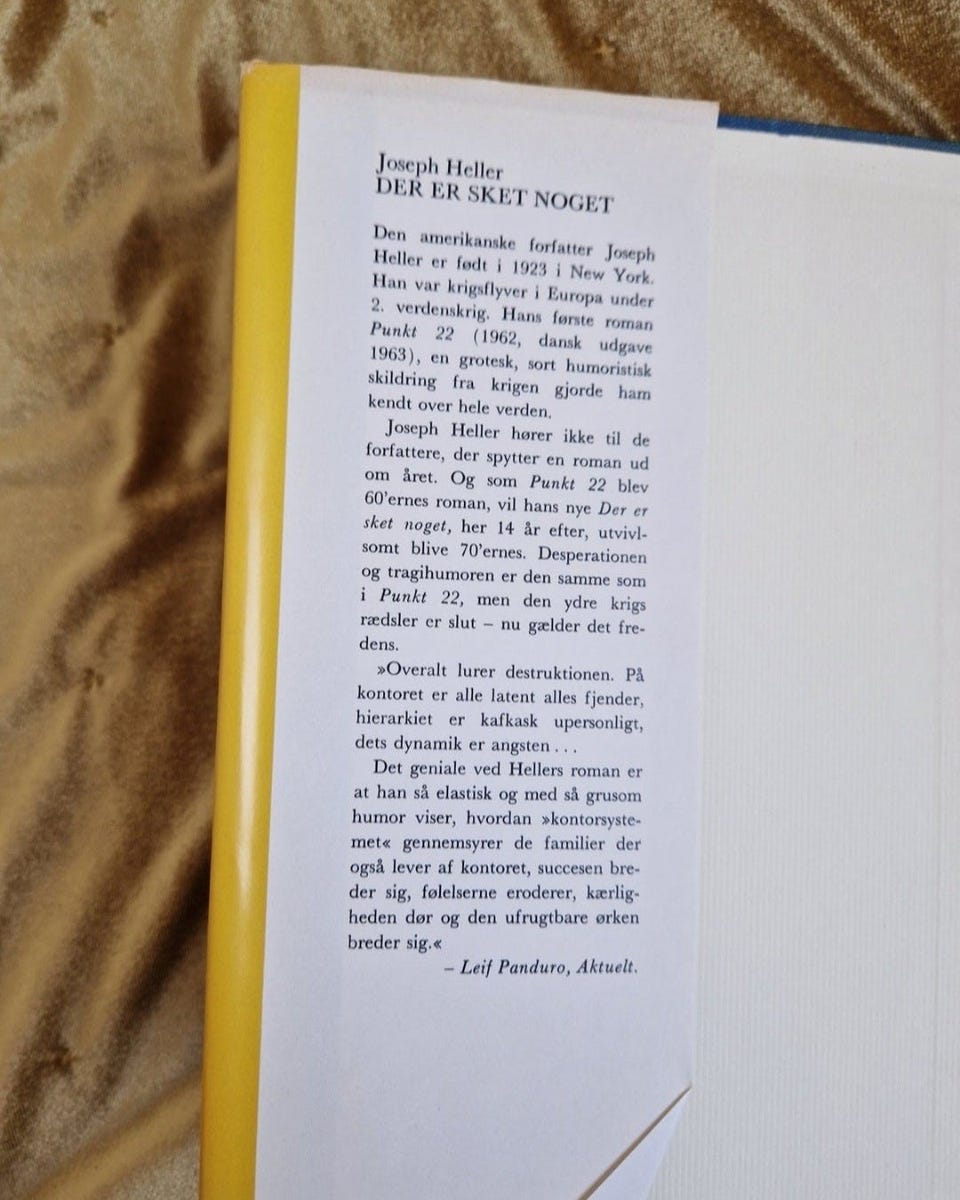 Joseph Heller
DER ER SKET NOGET
Den amerikanske forfatter Joseph
Heller er født i 1923 i New York.
Han var krigsflyver i Europa under
2. verdenskrig. Hans første roman
Punkt 22 (1962, dansk udgave
1963), en grotesk, sort humoristisk
skildring fra krigen gjorde ham
kendt over hele verden.
Joseph Heller hører ikke til de
forfattere, der spytter en roman ud
om året. Og som Punkt 22 blev
60'ernes roman, vil hans nye Der er
sket noget, her 14 år efter, utvivl-
somt blive 70'ernes. Desperationen
og tragihumoren er den samme som
i Punkt 22, men den ydre krigs
rædsler er slut – nu gælder det fre-
dens.
»Overalt lurer destruktionen. På
kontoret er alle latent alles fjender,
hierarkiet er kafkask upersonligt,
dets dynamik er angsten . . .
Det geniale ved Hellers roman er
at han så elastisk og med så grusom
humor viser, hvordan »kontorsyste-
met« gennemsyrer de familier der
også lever af kontoret, succesen bre-
der sig, følelserne eroderer, kærlig-
heden dør og den ufrugtbare ørken
breder sig.«
– Leif Panduro, Aktuelt.